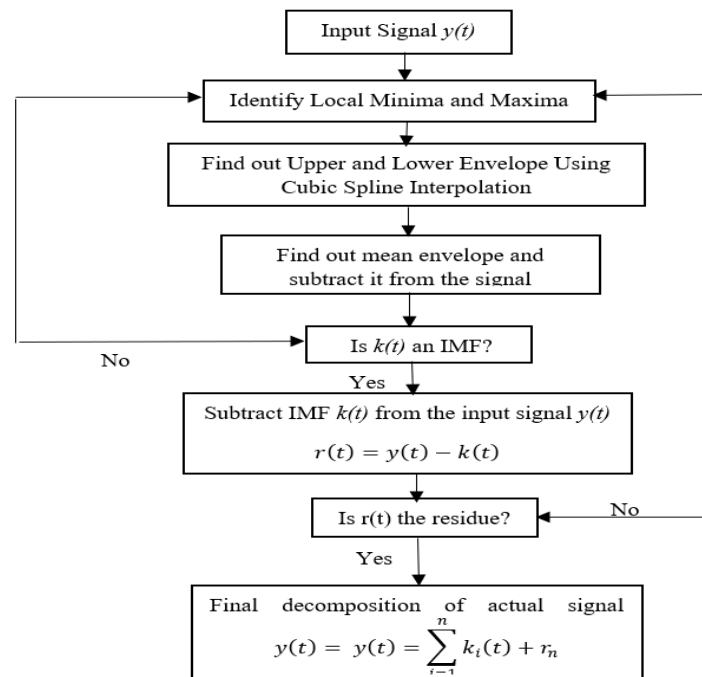 Input Signal y(t)
Identify Local Minima and Maxima
Find out Upper and Lower Envelope Using
Cubic Spline Interpolation
Find out mean envelope and
subtract it from the signal
Is k(t) an IMF?
No
Yes
Subtract IMF k(t) from the input signal y(t)
r(t) = y(t) − k(t)
Is r(t) the residue?
No
Yes
Final decomposition of actual signal
y(t) = y(t) = ∑_{i=1}^{n} k_i(t) + r_n